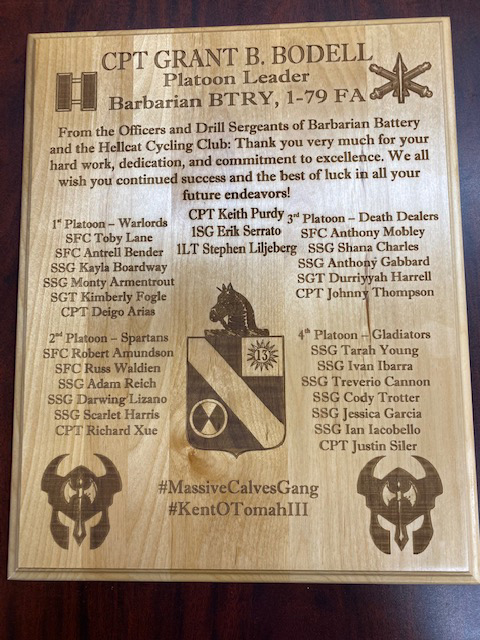 CPT GRANT B. BODELL
Platoon Leader
Barbarian BTRY, 1-79 FA
From the Officers and Drill Sergeants of Barbarian Battery
and the Hellcat Cycling Club: Thank you very much for your
hard work, dedication, and commitment to excellence. We all
wish you continued success and the best of luck in all your
future endeavors!
CPT Keith Purdy
1SG Erik Serrato
1LT Stephen Liljeberg
1st Platoon – Warlords
SFC Toby Lane
SFC Antrell Bender
SSG Kayla Boardway
SSG Monty Armentrout
SGT Kimberly Fogle
CPT Deigo Arias
3rd Platoon – Death Dealers
SFC Anthony Mobley
SSG Shana Charles
SSG Anthony Gabbard
SGT Durriyyah Harrell
CPT Johnny Thompson
2nd Platoon – Spartans
SFC Robert Amundson
SFC Russ Waldien
SSG Adam Reich
SSG Darwing Lizano
SSG Scarlet Harris
CPT Richard Xue
13
4th Platoon – Gladiators
SSG Tarah Young
SSG Ivan Ibarra
SSG Treverio Cannon
SSG Cody Trotter
SSG Jessica Garcia
SSG Ian Iacobello
CPT Justin Siler
#MassiveCalvesGang
#KentOTomahIII